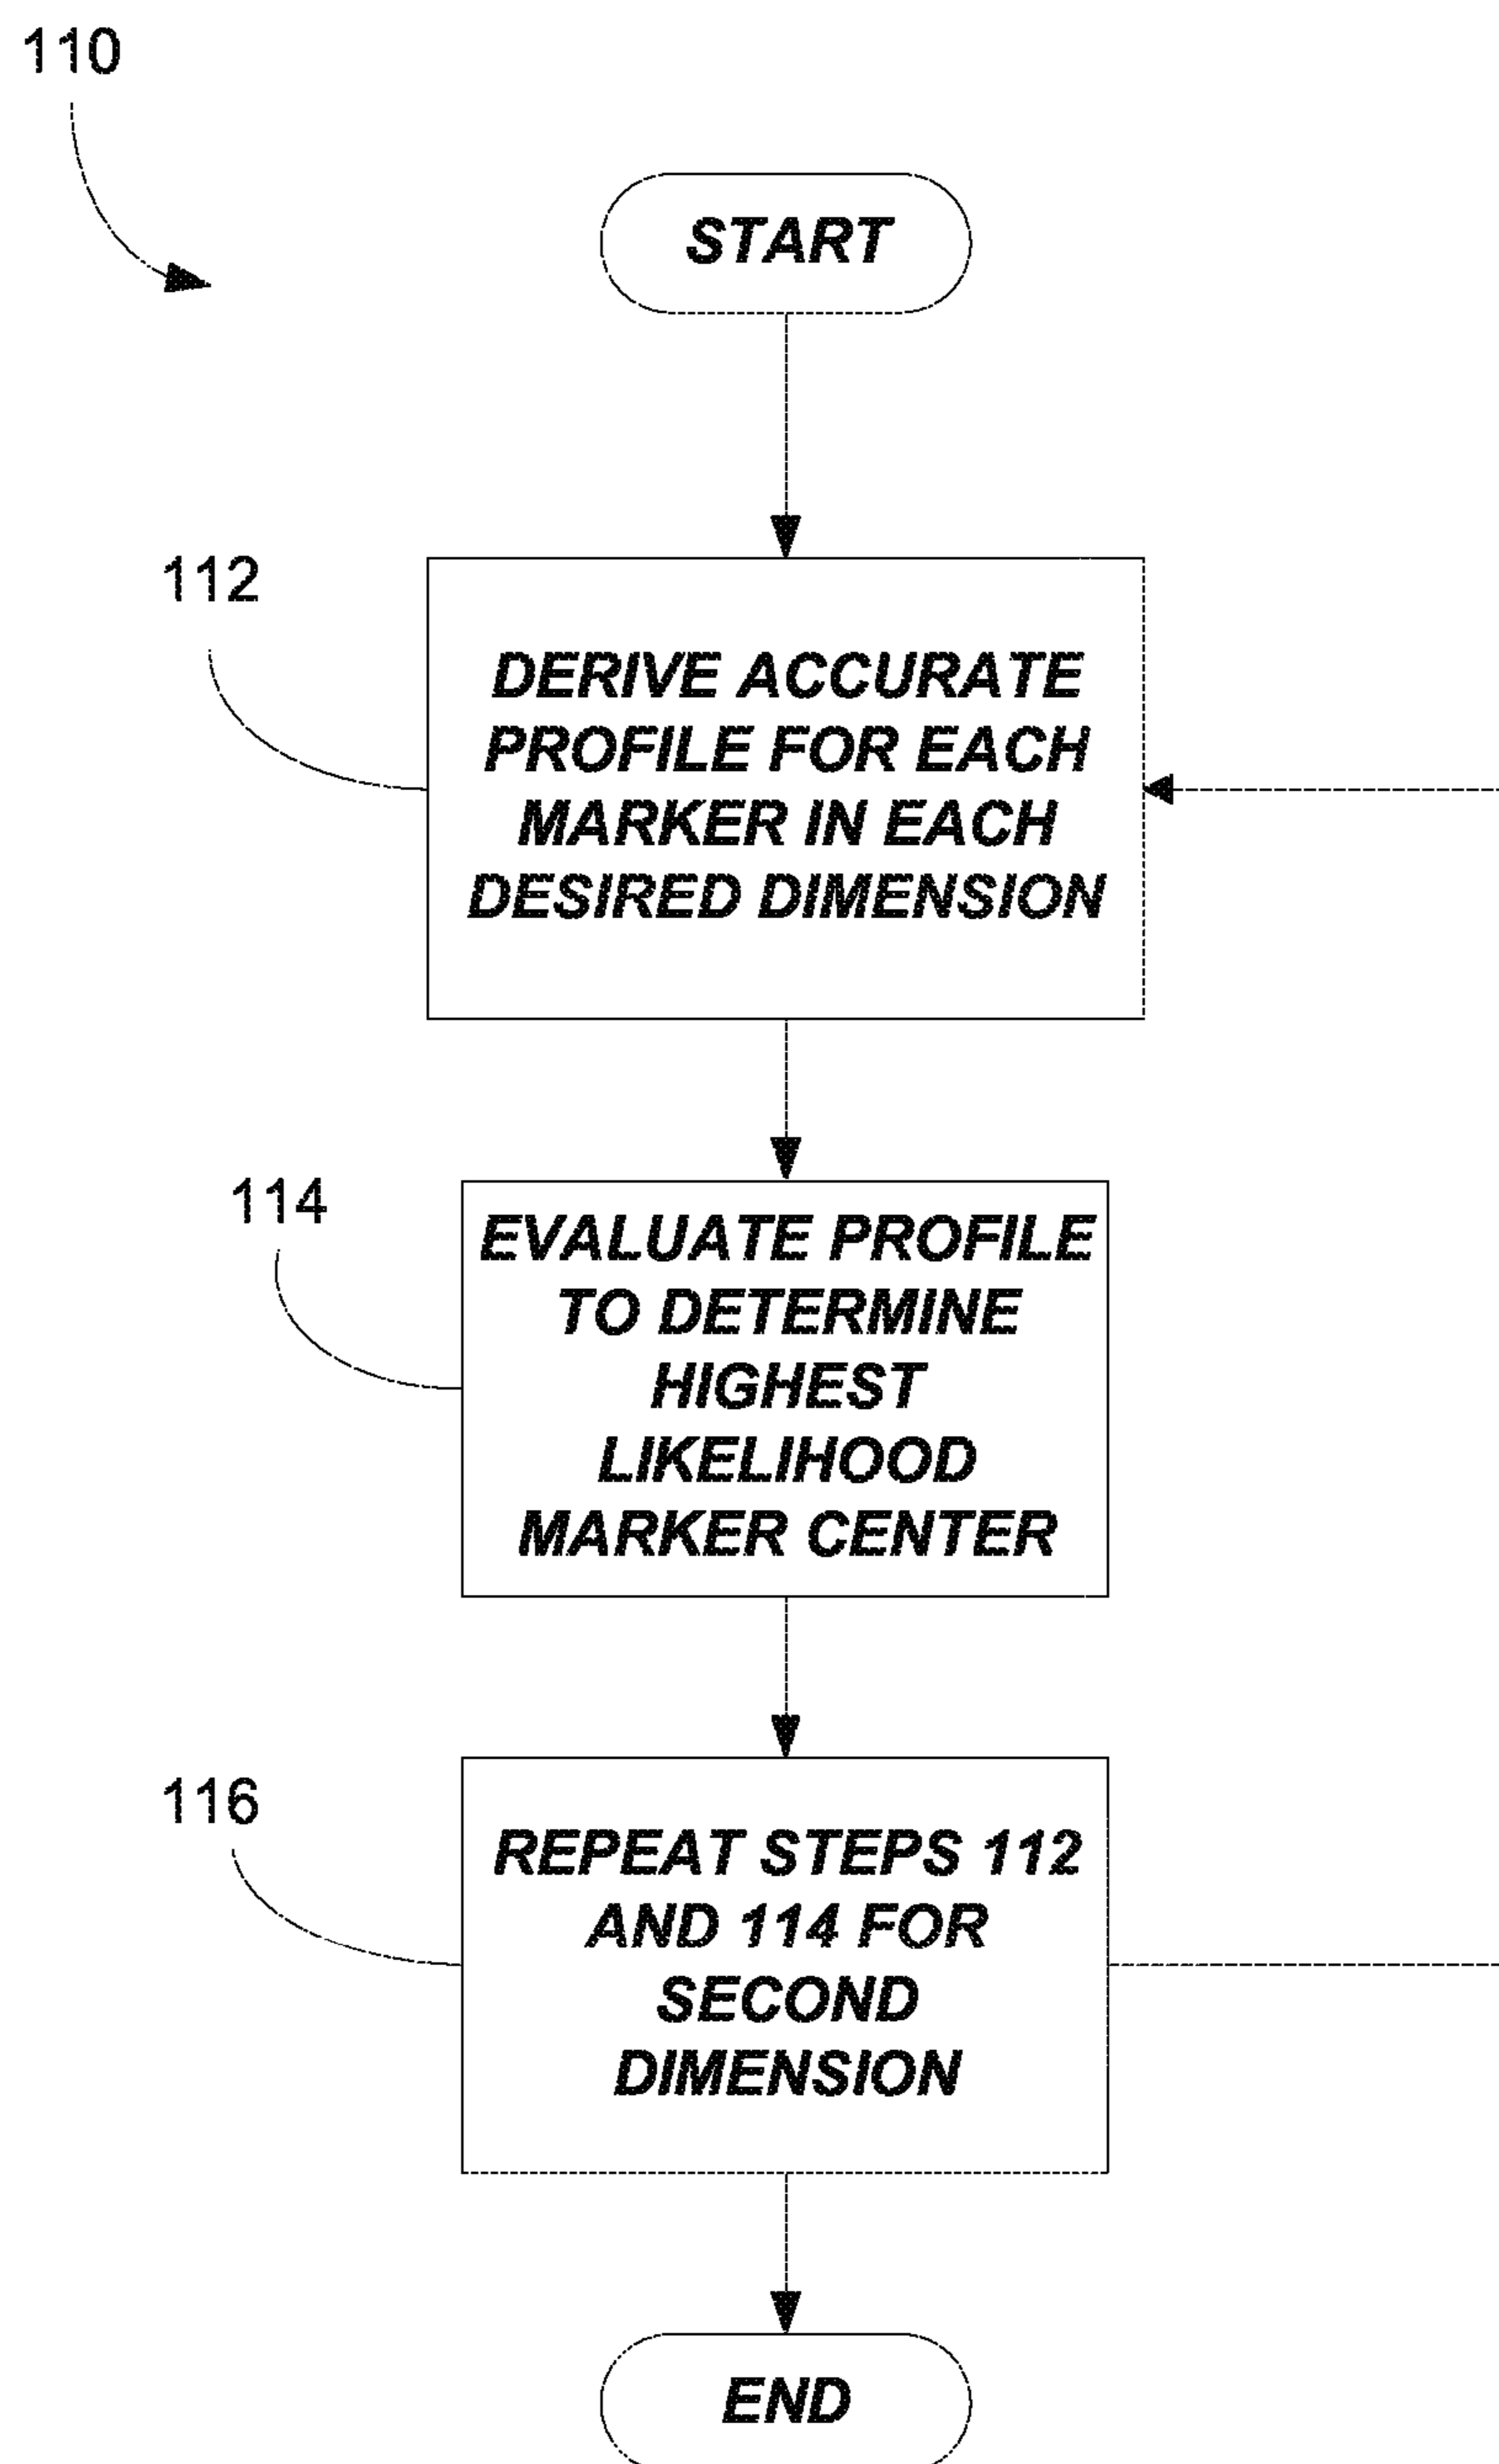 110
START
112
DERIVE ACCURATE
PROFILE FOR EACH
MARKER IN EACH
DESIRED DIMENSION
114
EVALUATE PROFILE
TO DETERMINE
HIGHEST
LIKELIHOOD
MARKER CENTER
116
REPEAT STEPS 112
AND 114 FOR
SECOND
DIMENSION
END